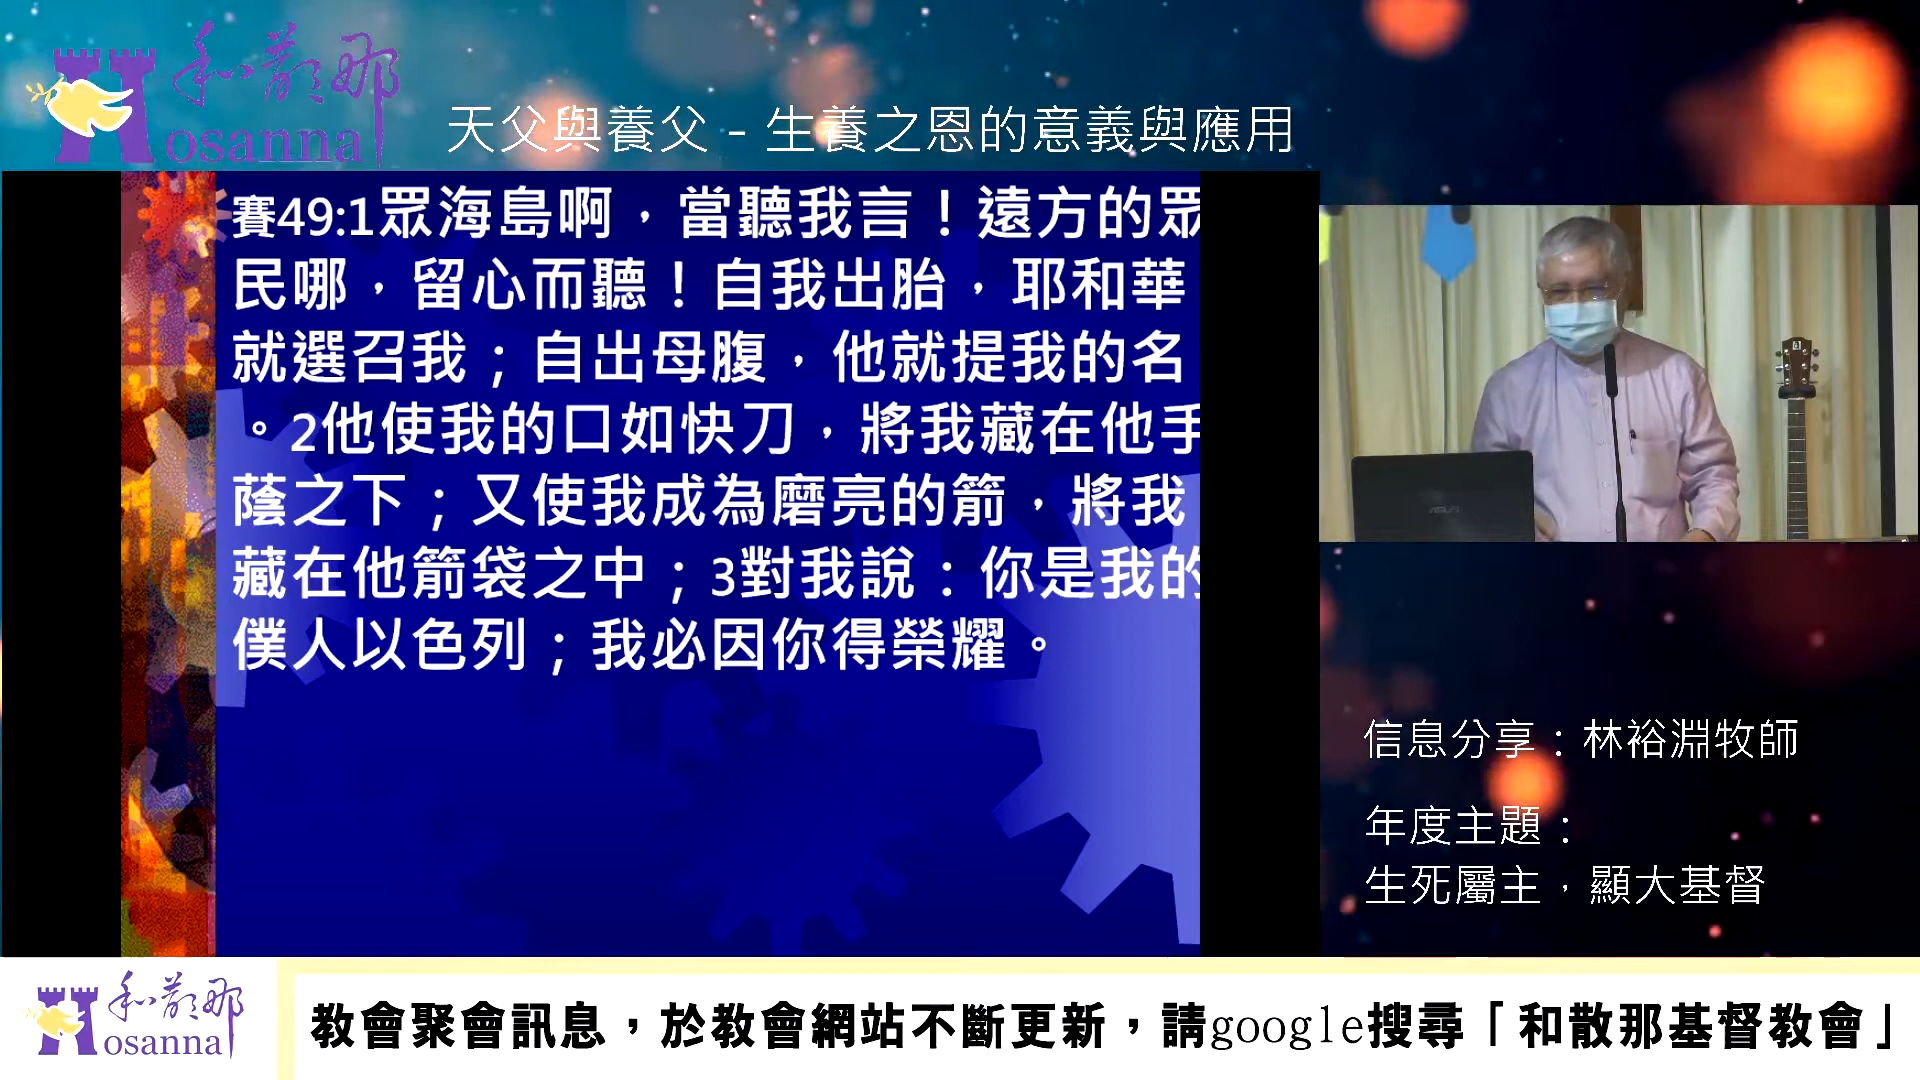 和散那
Hosanna
天父與養父 - 生養之恩的意義與應用
賽49:1眾海島啊，當聽我言！遠方的眾
民哪，留心而聽！自我出胎，耶和華
就選召我；自出母腹，他就提我的名
。2他使我的口如快刀，將我藏在他手
蔭之下；又使我成為磨亮的箭，將我
藏在他箭袋之中；3對我說：你是我的
僕人以色列；我必因你得榮耀。
ASUS
信息分享：林裕淵牧師
年度主題：
生死屬主，顯大基督
和散那
Hosanna
教會聚會訊息，於教會網站不斷更新，請google搜尋「和散那基督教會」